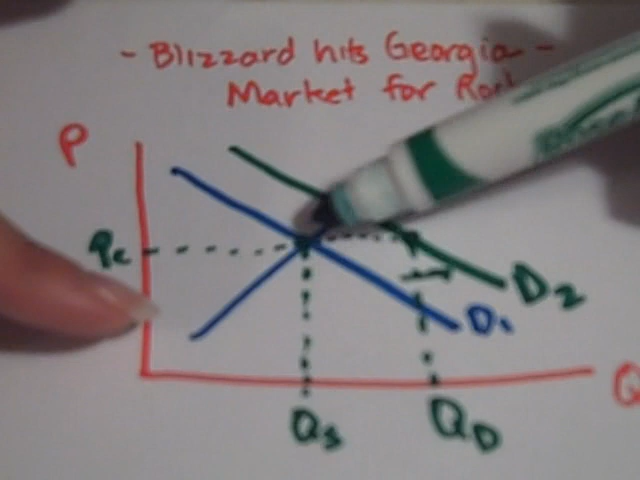 - Blizzard hits Georgia -
Market for
P
Pc
D2
D1
Qs
QD
Q